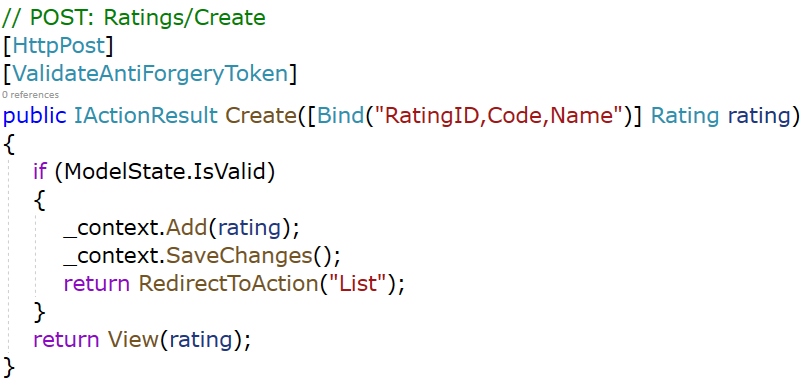 // POST: Ratings/Create
[HttpPost]
[ValidateAntiForgeryToken]
0 references
public IActionResult Create([Bind("RatingID,Code,Name")] Rating rating)
{
    if (ModelState.IsValid)
    {
        _context.Add(rating);
        _context.SaveChanges();
        return RedirectToAction("List");
    }
    return View(rating);
}